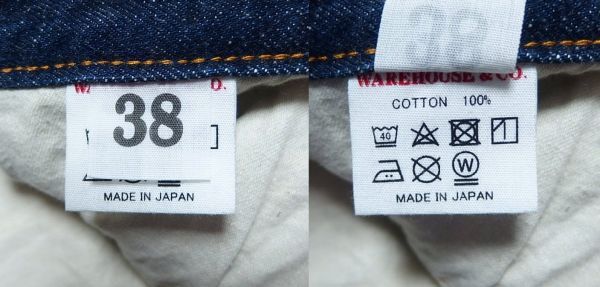 38
MADE IN JAPAN
38
WAREHOUSE & CO.
COTTON 100%
40
W
MADE IN JAPAN